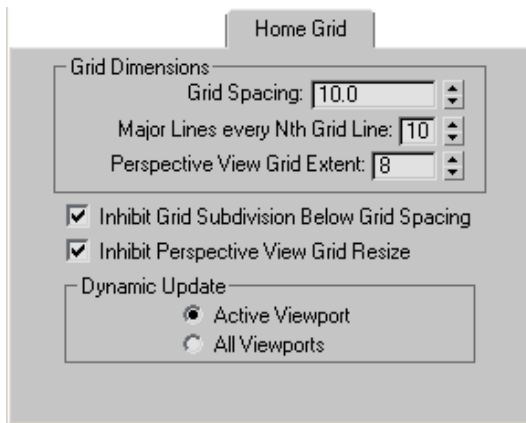 Home Grid
Grid Dimensions
Grid Spacing: 10.0
Major Lines every Nth Grid Line: 10
Perspective View Grid Extent: 8
Inhibit Grid Subdivision Below Grid Spacing
Inhibit Perspective View Grid Resize
Dynamic Update
Active Viewport
All Viewports